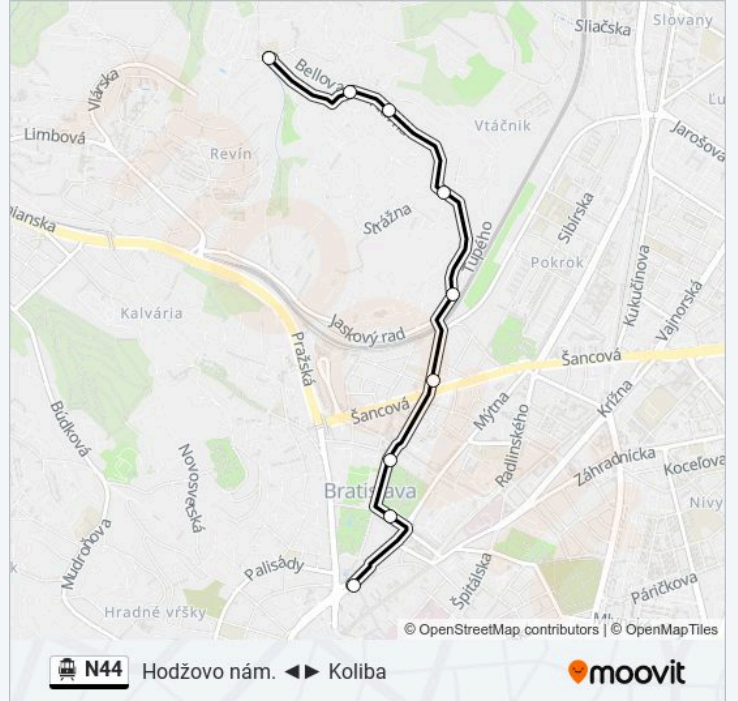 Slovany
Sliačska
Bellova
Vlárska
Vtáčnik
Jarošova
Limbová
Revín
Sibírska
Strážna
Tupého
Pokrok
Kukučínova
Kalvária
Vajnorská
Jaskový rad
Pražská
Šancová
Šancová
Krížna
Mýtna
Radlinského
Búdková
Novosvetská
Záhradnícka
Bratislava
Nivy
Mudroňova
Palisády
Špitálska
Páričkova
Hradné vŕšky
© OpenStreetMap contributors | © OpenMapTiles
N44 Hodžovo nám. ◄► Koliba
moovit